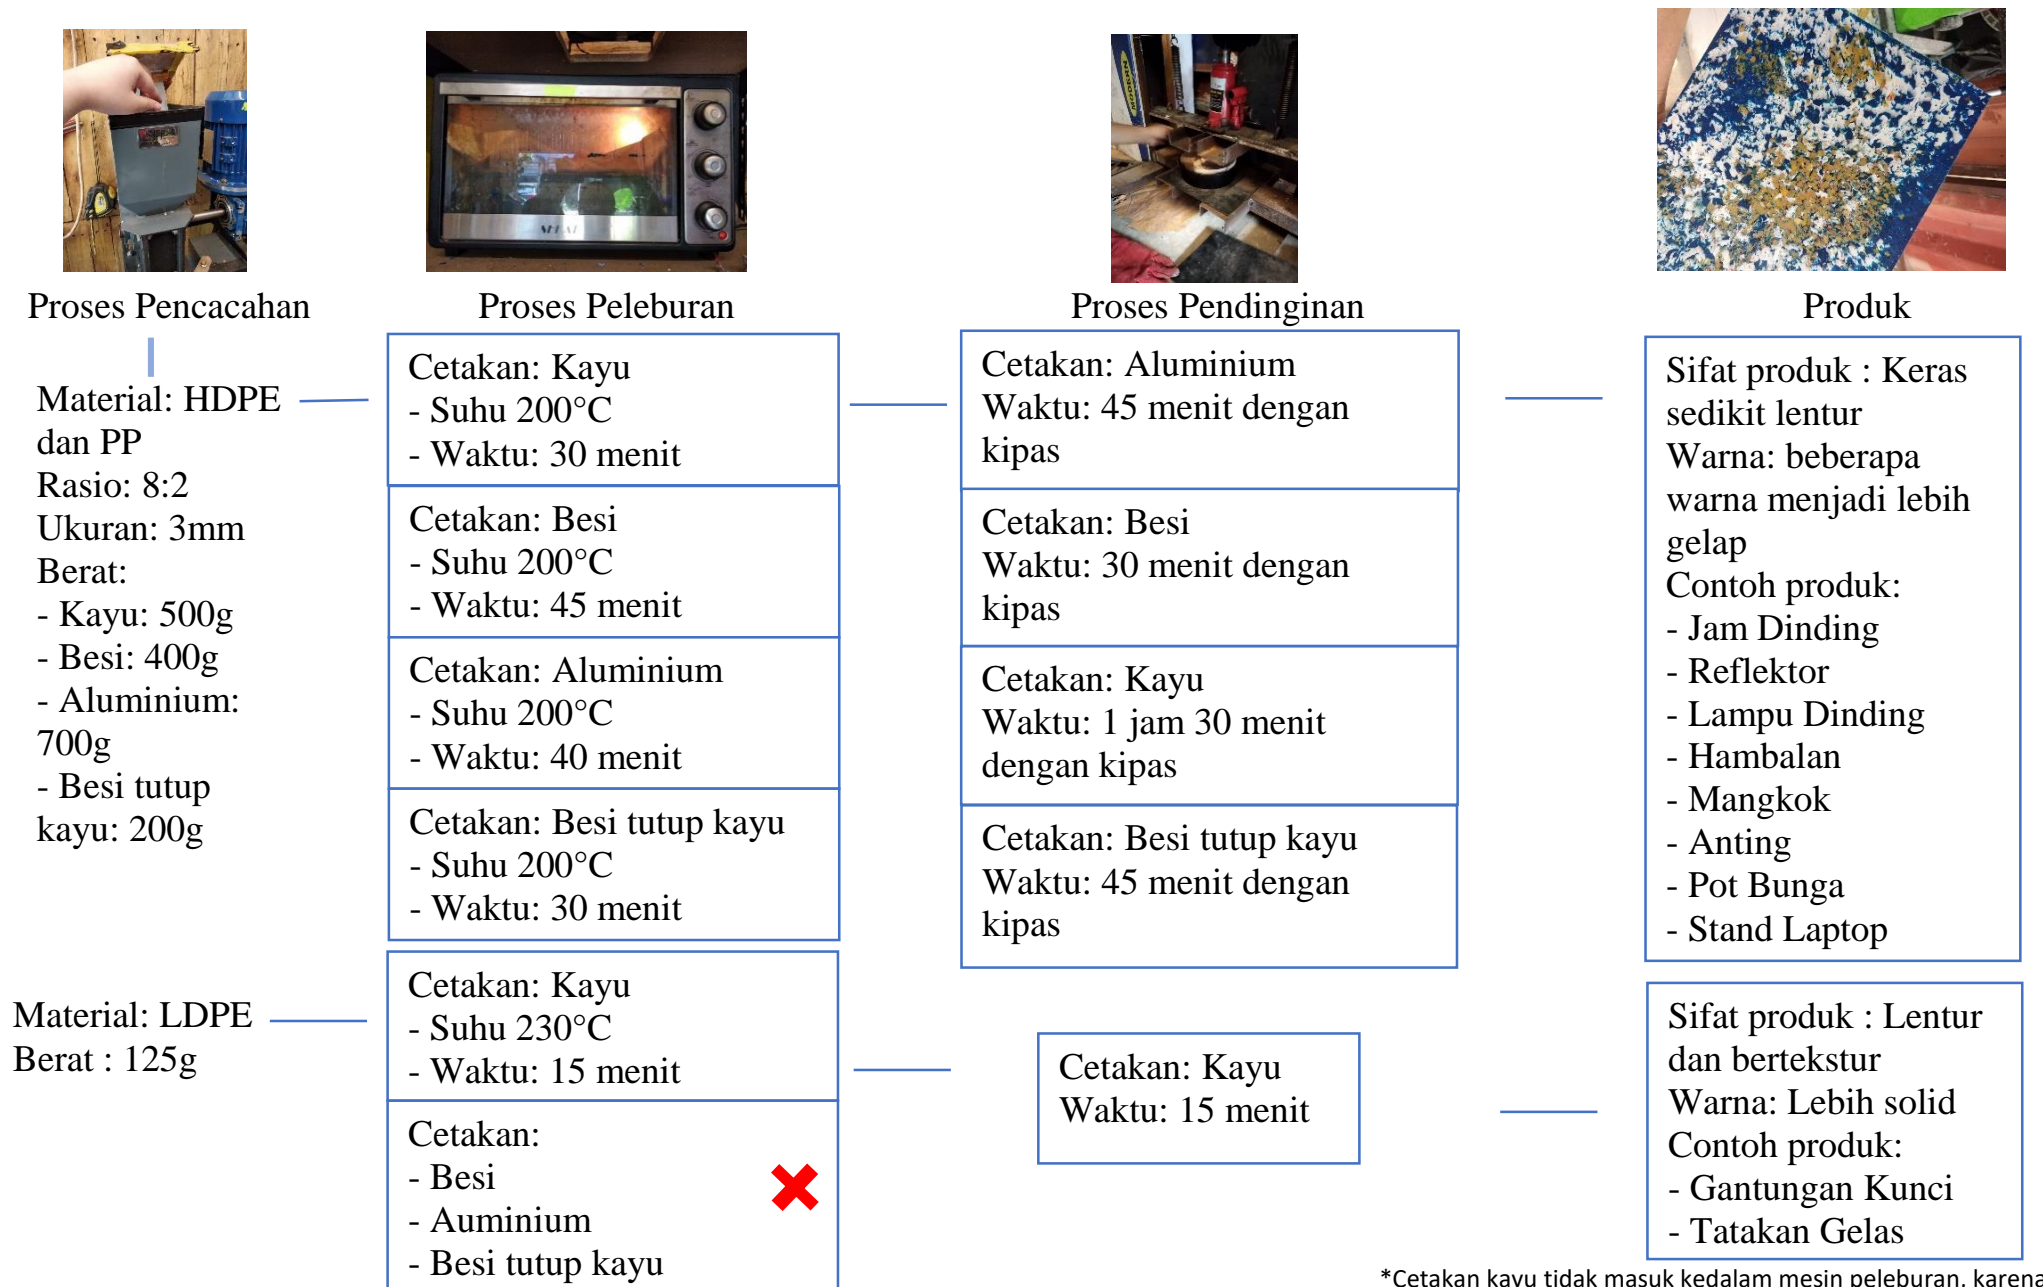 Proses Pencacahan
Material: HDPE
dan PP
Rasio: 8:2
Ukuran: 3mm
Berat:
- Kayu: 500g
- Besi: 400g
- Aluminium:
700g
- Besi tutup
kayu: 200g
Material: LDPE
Berat : 125g
Proses Peleburan
Cetakan: Kayu
- Suhu 200°C
- Waktu: 30 menit
Cetakan: Besi
- Suhu 200°C
- Waktu: 45 menit
Cetakan: Aluminium
- Suhu 200°C
- Waktu: 40 menit
Cetakan: Besi tutup kayu
- Suhu 200°C
- Waktu: 30 menit
Cetakan: Kayu
- Suhu 230°C
- Waktu: 15 menit
Cetakan:
- Besi
- Auminium
- Besi tutup kayu
MODERN
Proses Pendinginan
Cetakan: Aluminium
Waktu: 45 menit dengan
kipas
Cetakan: Besi
Waktu: 30 menit dengan
kipas
Cetakan: Kayu
Waktu: 1 jam 30 menit
dengan kipas
Cetakan: Besi tutup kayu
Waktu: 45 menit dengan
kipas
Cetakan: Kayu
Waktu: 15 menit
Produk
Sifat produk : Keras
sedikit lentur
Warna: beberapa
warna menjadi lebih
gelap
Contoh produk:
- Jam Dinding
- Reflektor
- Lampu Dinding
- Hambalan
- Mangkok
- Anting
- Pot Bunga
- Stand Laptop
Sifat produk : Lentur
dan bertekstur
Warna: Lebih solid
Contoh produk:
- Gantungan Kunci
- Tatakan Gelas
*Cetakan kayu tidak masuk kedalam mesin peleburan, karena